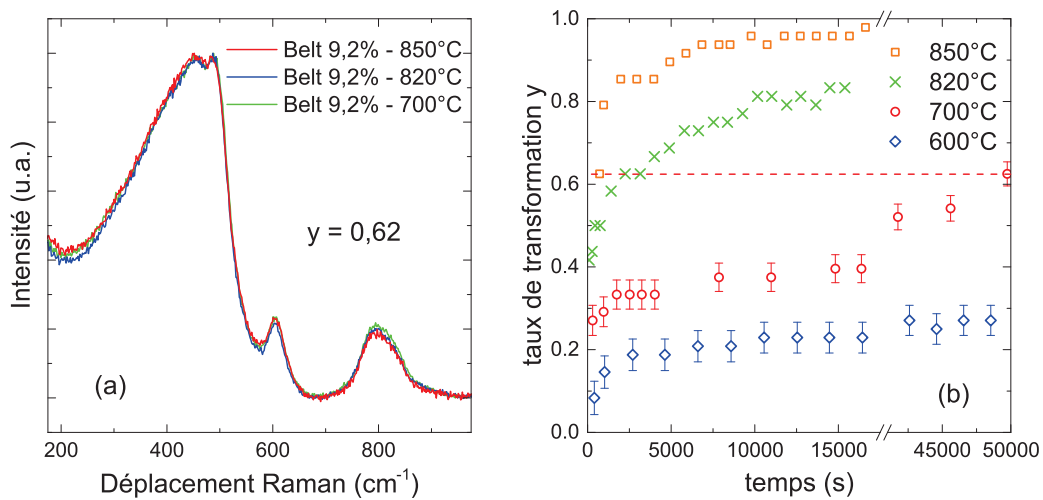 Intensité (u.a.)
Belt 9,2% - 850°C
Belt 9,2% - 820°C
Belt 9,2% - 700°C
y = 0,62
(a)
200 400 600 800
Déplacement Raman (cm⁻¹)
taux de transformation y
1.0
0.8
0.6
0.4
0.2
0.0
850°C
820°C
700°C
600°C
(b)
0 5000 10000 15000 45000 50000
temps (s)